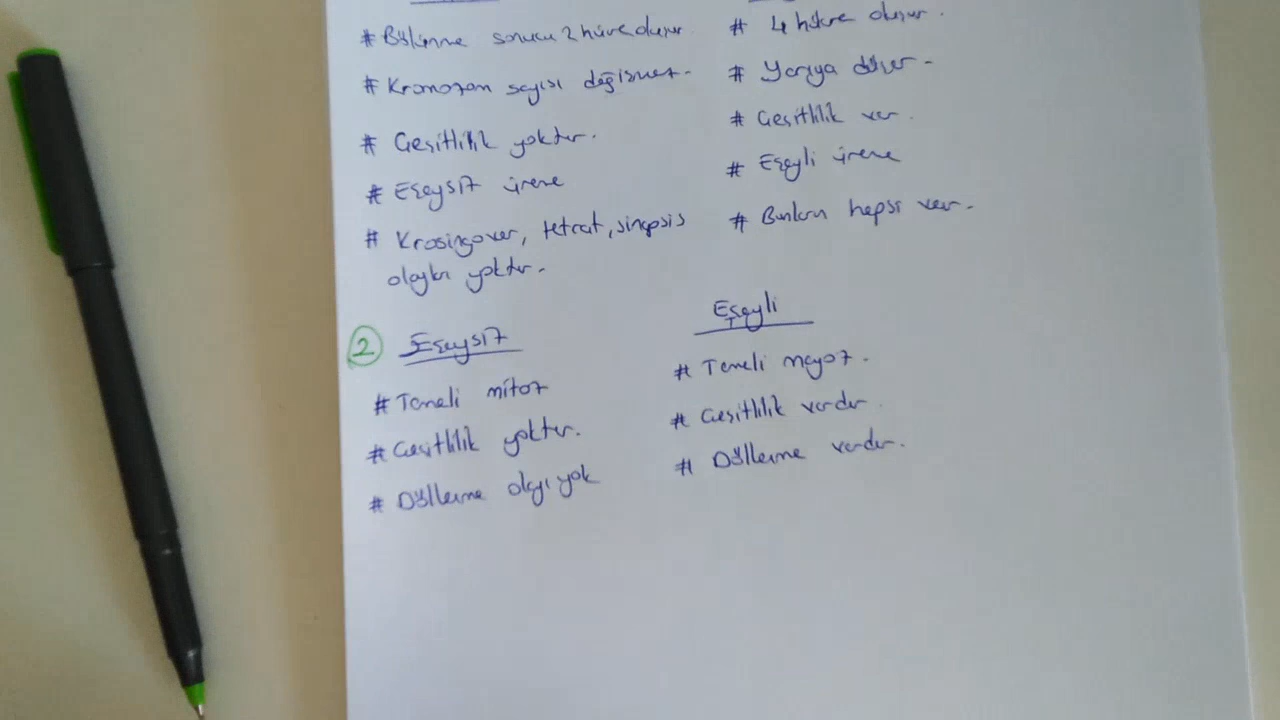 # Bölünme sonucu 2 hücre oluşur.
# Kromozom sayısı değişmez.
# Çeşitlilik yoktur.
# Eşeysiz üreme
# Krosingover, tetrat, sinapsis
olayları yoktur.
# 4 hücre oluşur.
# Yarıya düşer.
# Çeşitlilik var.
# Eşeyli üreme
# Bunların hepsi var.
2 Eşeysiz
# Temeli mitoz
# Çeşitlilik yoktur.
# Döllenme olayı yok
Eşeyli
# Temeli mayoz.
# Çeşitlilik vardır.
# Döllenme vardır.